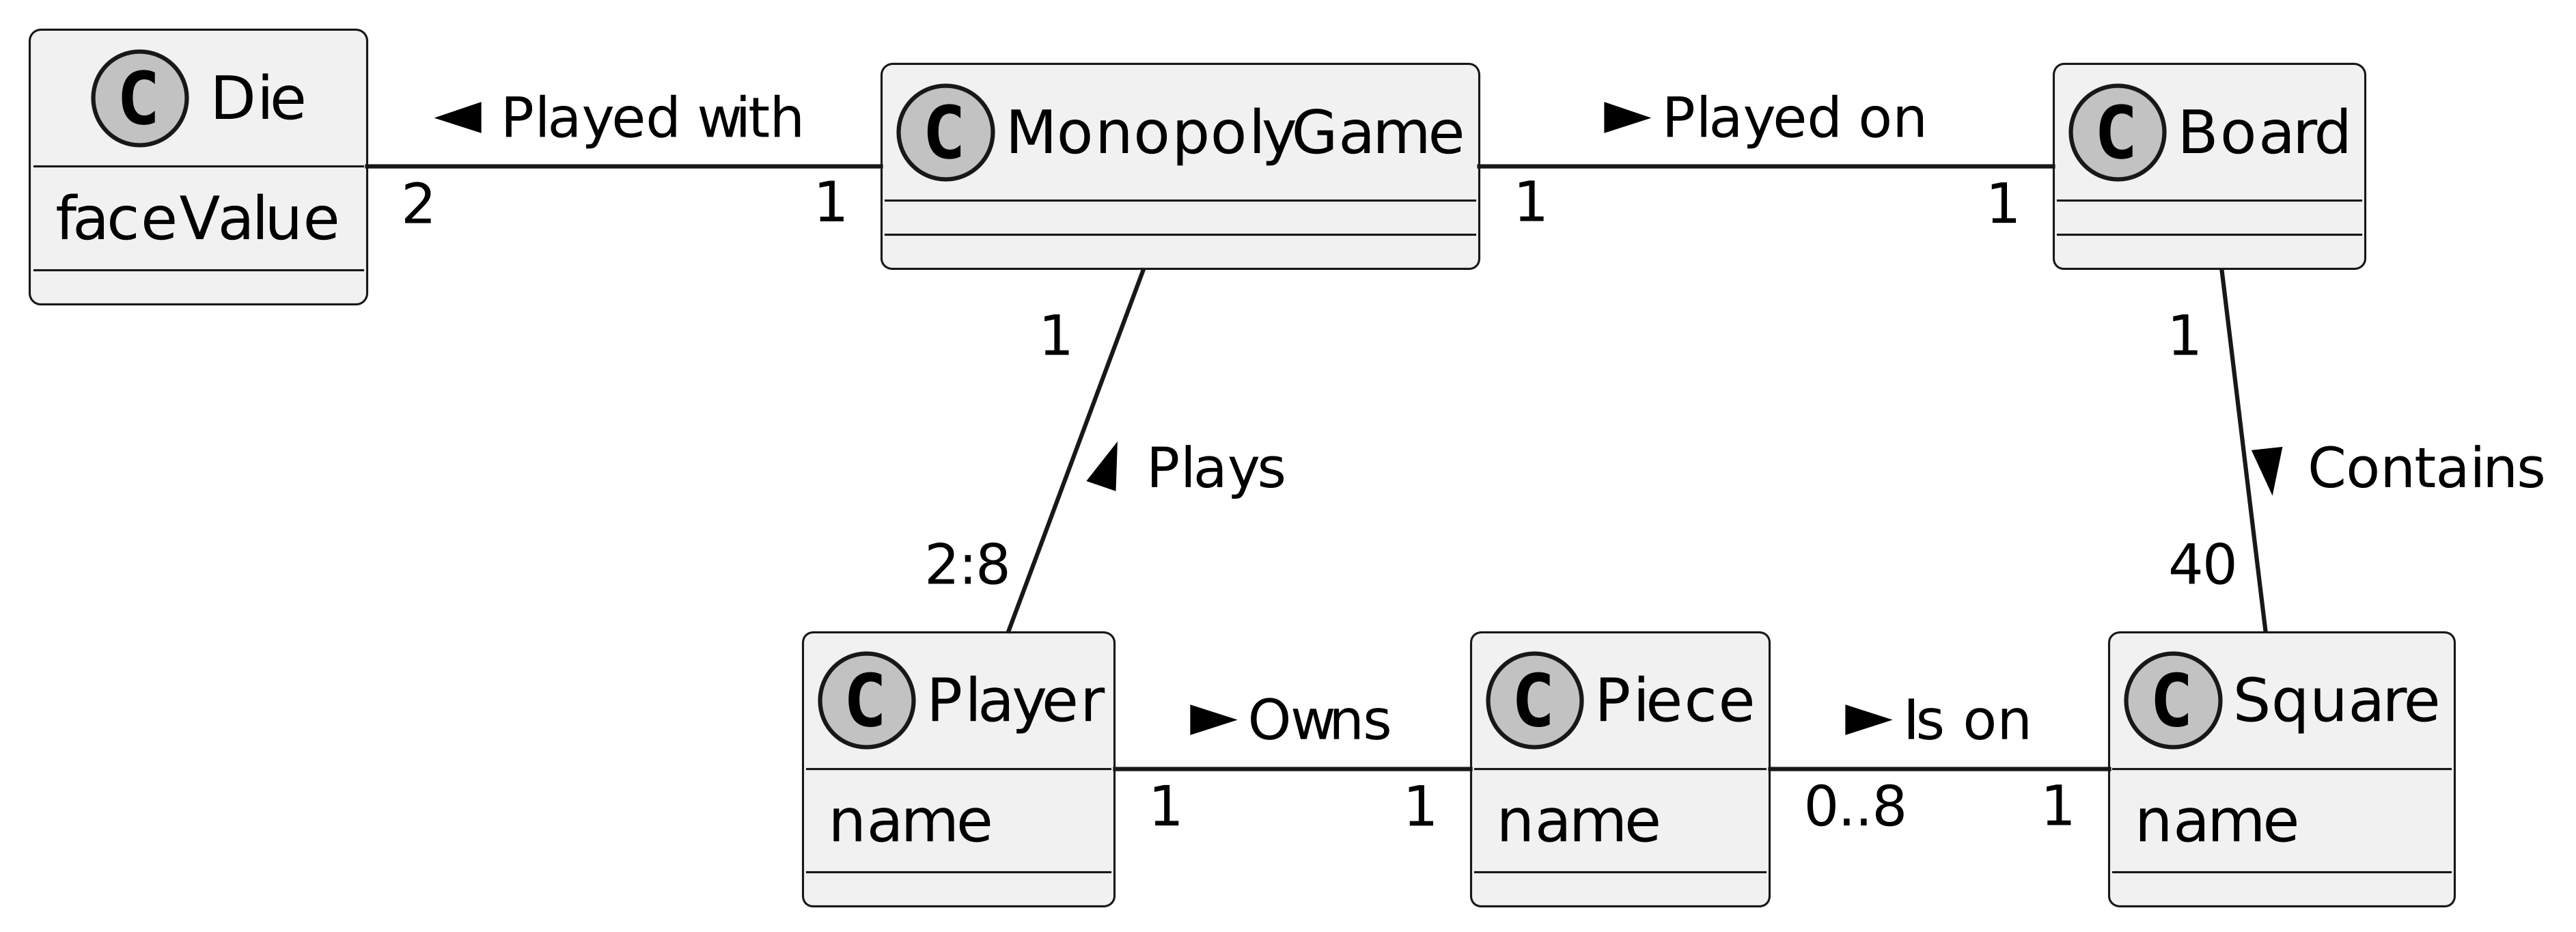 C Die
faceValue
◄ Played with
2
1
C MonopolyGame
► Played on
1
1
C Board
1
Plays
2:8
1
Contains
40
C Player
name
► Owns
1
1
C Piece
name
► Is on
0..8
1
C Square
name